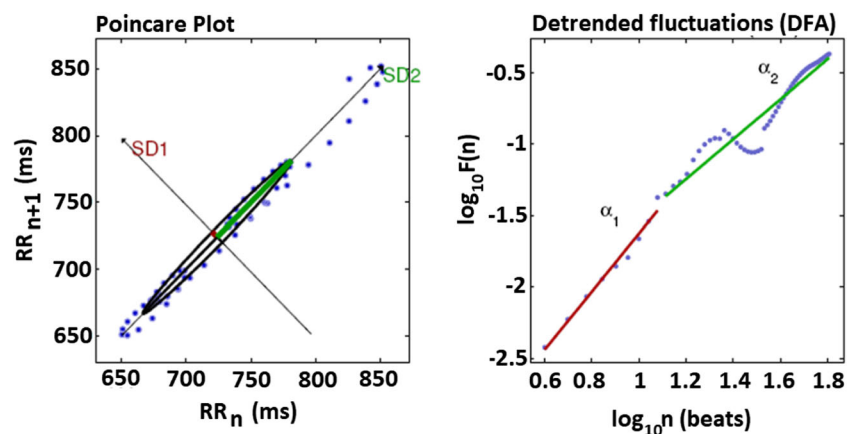 Poincare Plot
850
800
750
700
650
RRn+1 (ms)
SD1
SD2
650
700
750
800
850
RRn (ms)
Detrended fluctuations (DFA)
-0.5
-1
-1.5
-2
-2.5
log10F(n)
α1
α2
0.6
0.8
1
1.2
1.4
1.6
1.8
log10n (beats)